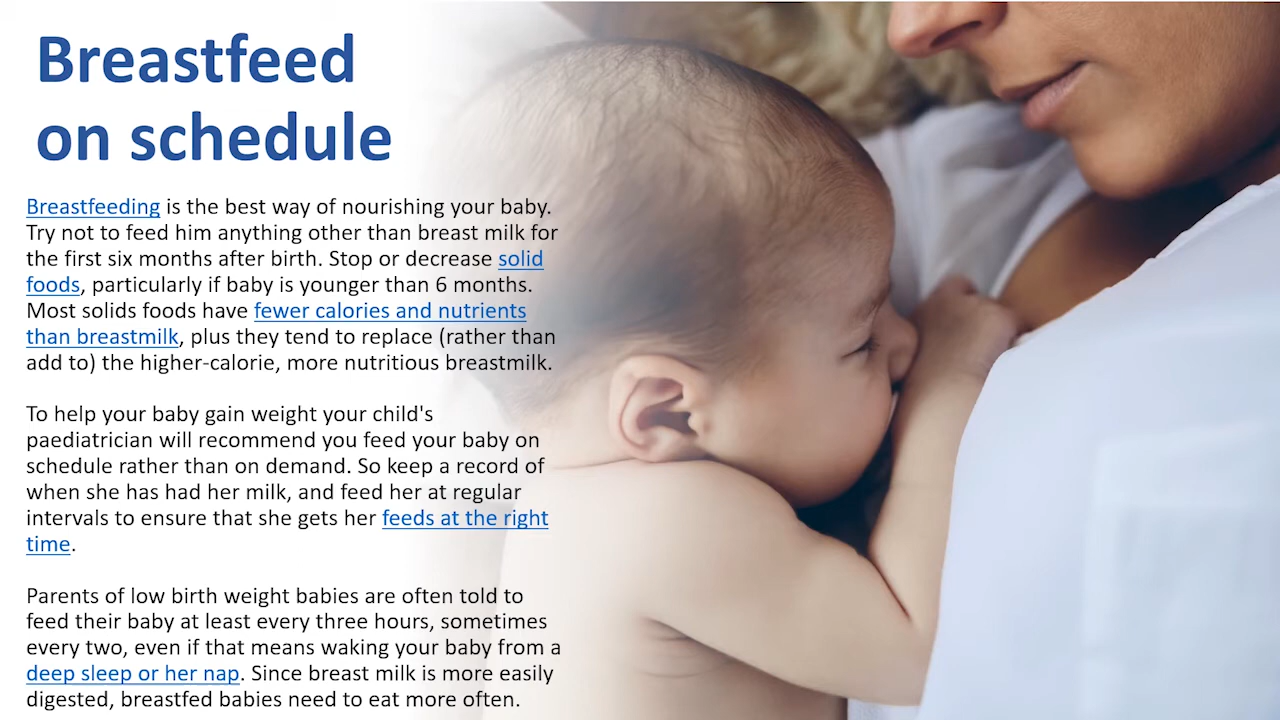 Breastfeed
on schedule
Breastfeeding is the best way of nourishing your baby.
Try not to feed him anything other than breast milk for
the first six months after birth. Stop or decrease solid
foods, particularly if baby is younger than 6 months.
Most solids foods have fewer calories and nutrients
than breastmilk, plus they tend to replace (rather than
add to) the higher-calorie, more nutritious breastmilk.
To help your baby gain weight your child's
paediatrician will recommend you feed your baby on
schedule rather than on demand. So keep a record of
when she has had her milk, and feed her at regular
intervals to ensure that she gets her feeds at the right
time.
Parents of low birth weight babies are often told to
feed their baby at least every three hours, sometimes
every two, even if that means waking your baby from a
deep sleep or her nap. Since breast milk is more easily
digested, breastfed babies need to eat more often.